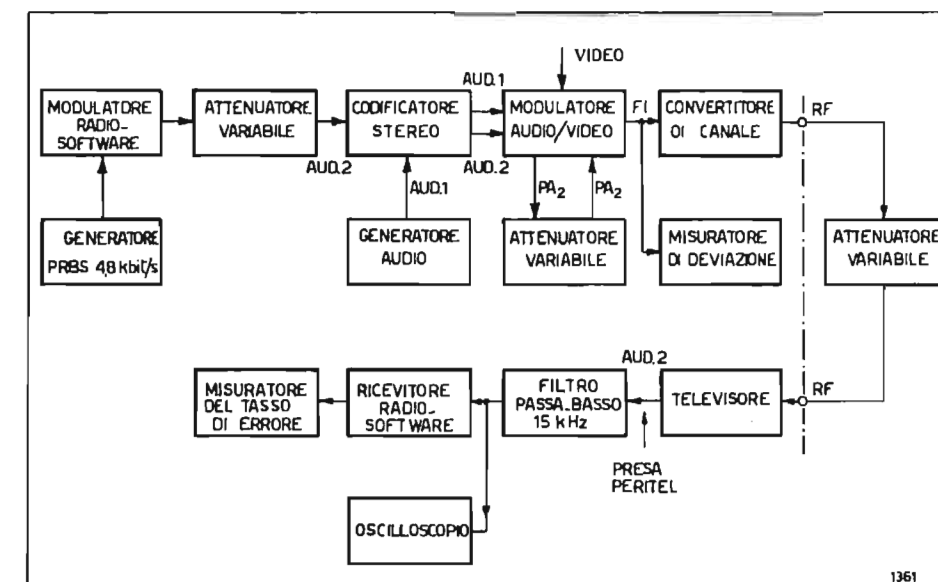 VIDEO
AUD.1
MODULATORE
RADIO-
SOFTWARE
ATTENUATORE
VARIABILE
CODIFICATORE
STEREO
MODULATORE
AUDIO/VIDEO
FI
CONVERTITORE
DI CANALE
RF
AUD.2
AUD.1
AUD.2
PA2
PA2
GENERATORE
PRBS 4,8 kbit/s
GENERATORE
AUDIO
ATTENUATORE
VARIABILE
MISURATORE
DI DEVIAZIONE
ATTENUATORE
VARIABILE
AUD.2
MISURATORE
DEL TASSO
DI ERRORE
RICEVITORE
RADIO-
SOFTWARE
FILTRO
PASSA-BASSO
15 kHz
TELEVISORE
RF
PRESA
PERITEL
OSCILLOSCOPIO
1361